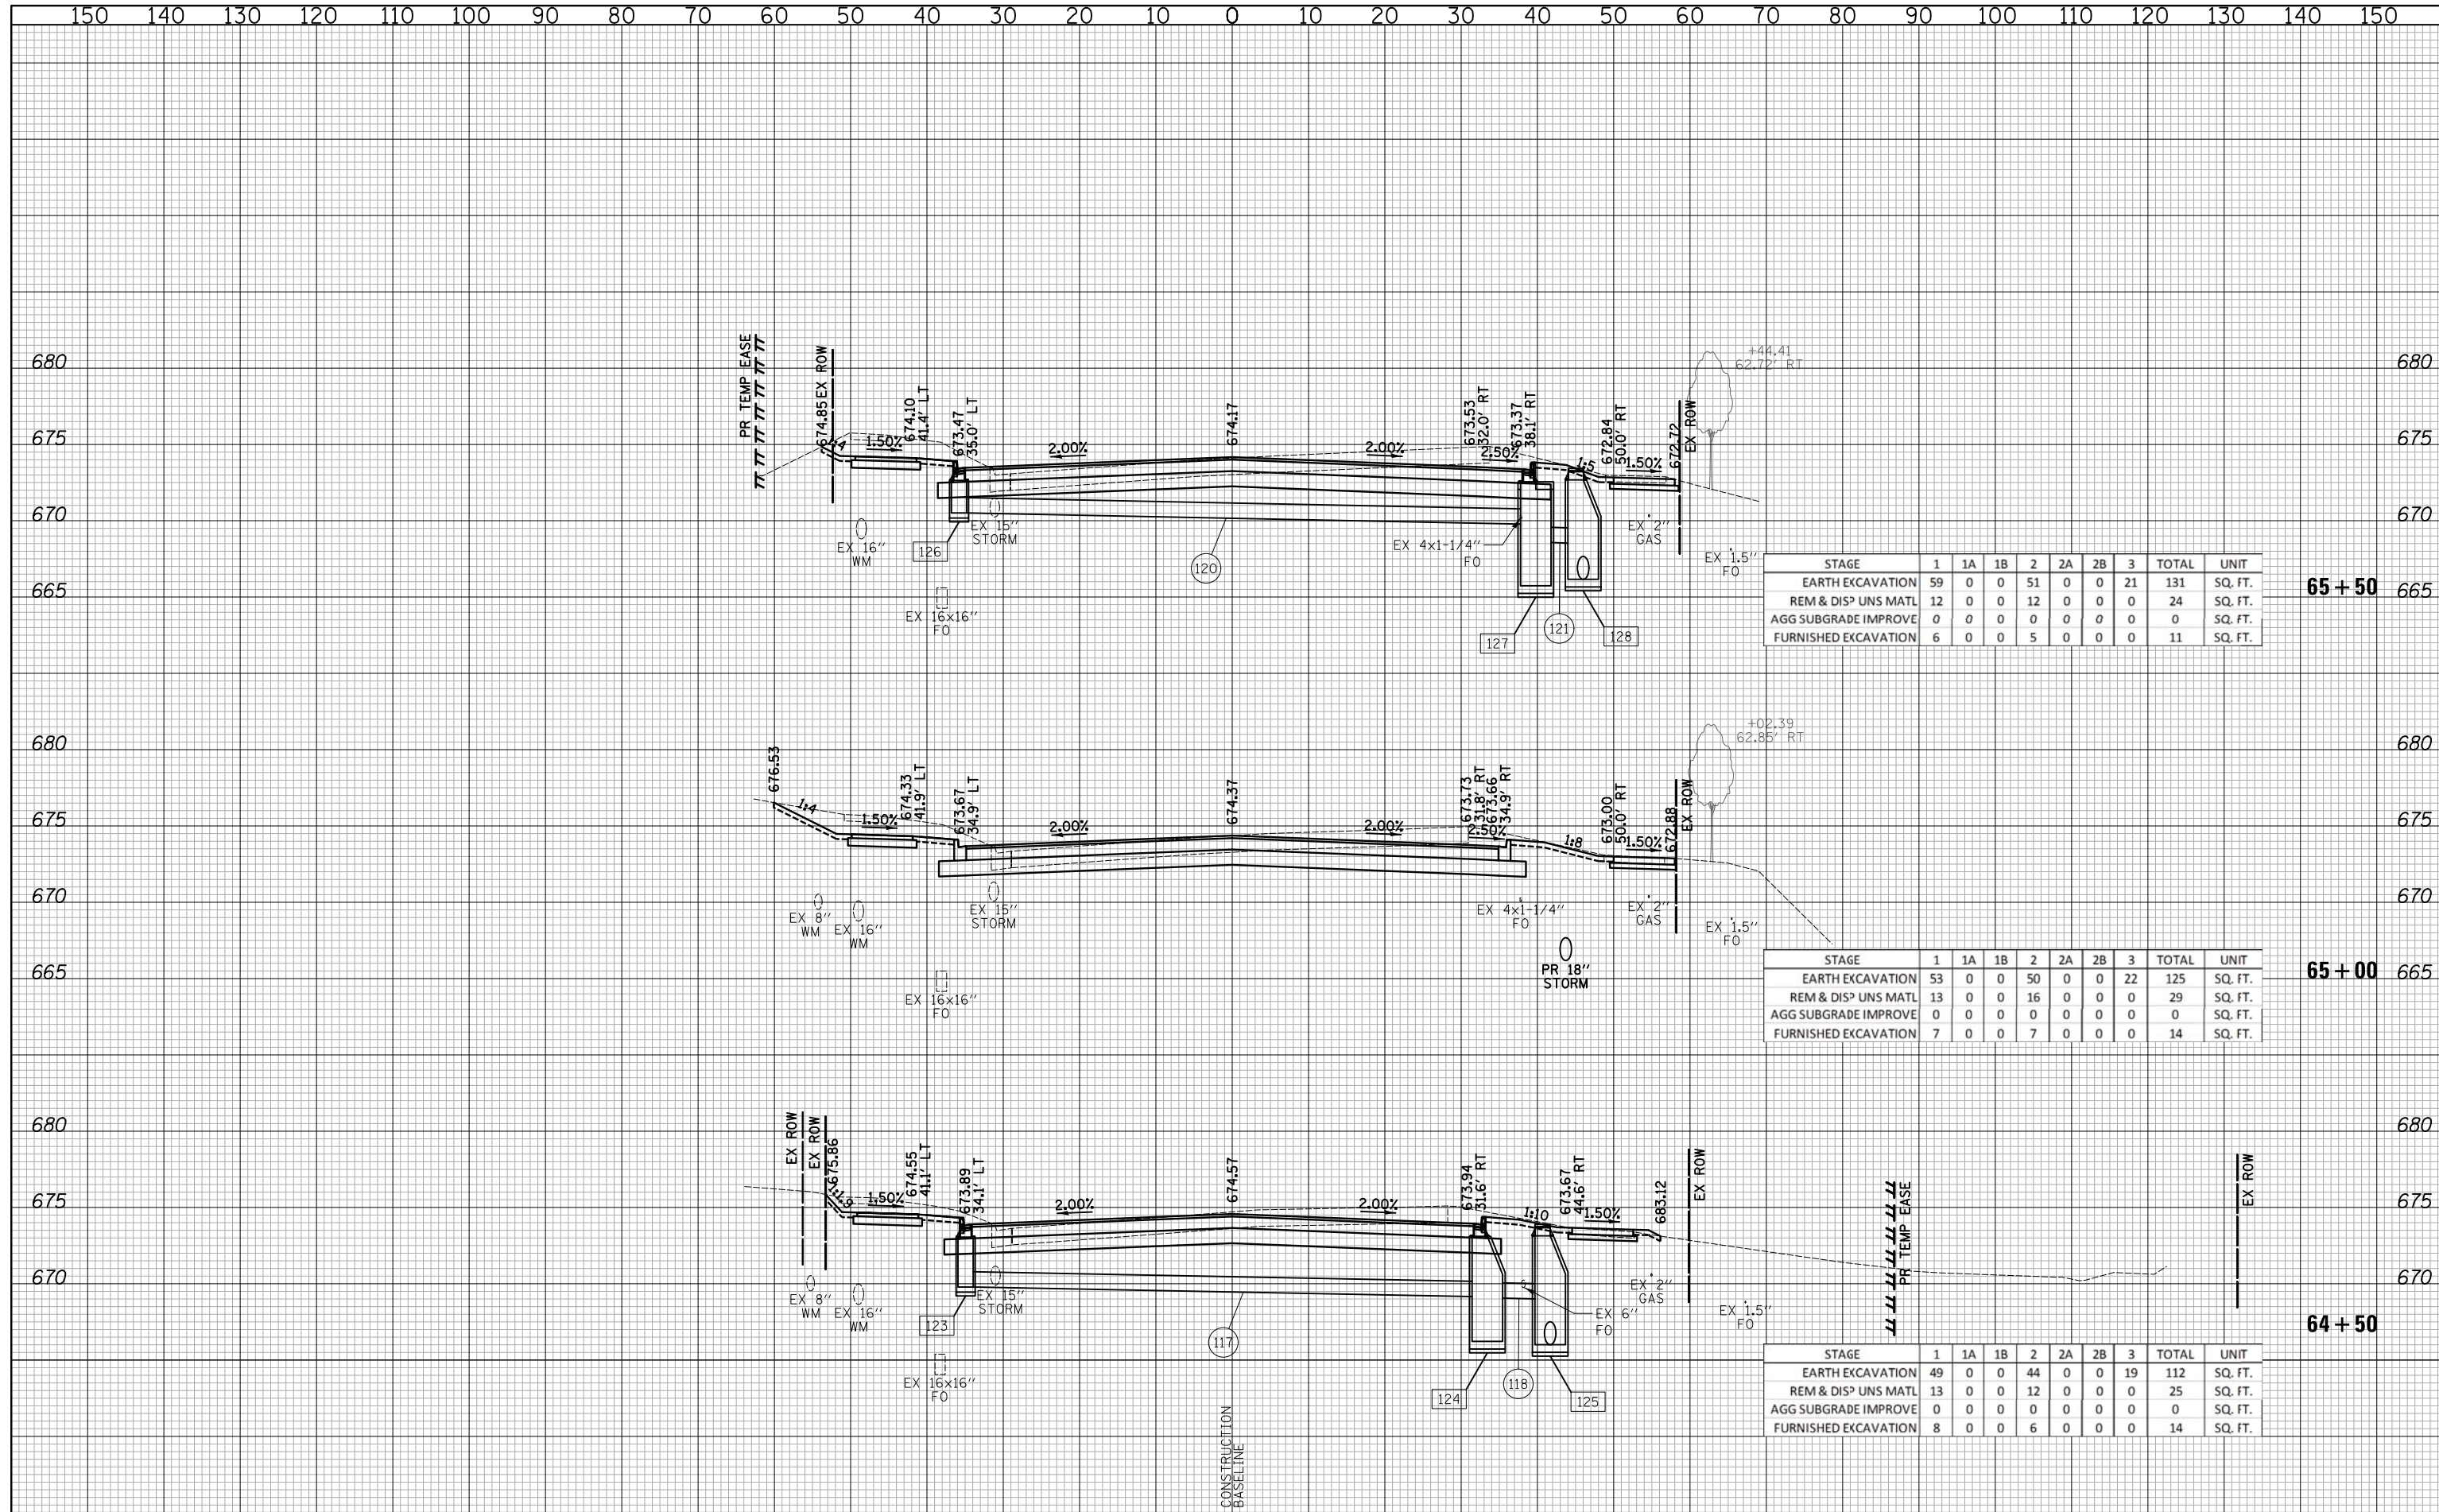 150 140 130 120 110 100 90 80 70 60 50 40 30 20 10 0 10 20 30 40 50 60 70 80 90 100 110 120 130 140 150
680 680
675 675
670 670
665 665
PR TEMP EASE
674.85 EX ROW
1:4
1.50%
674.10
41.4' LT
673.47
35.0' LT
2.00%
674.17
2.00%
673.53
32.0' RT
2.50%
673.37
38.1' RT
1:5
672.84
50.0' RT
1.50%
672.72
EX ROW
+44.41
62.72' RT
EX 16"
WM
126
EX 15"
STORM
EX 16x16"
FO
120
EX 4x1-1/4"
FO
127
121
128
EX 2"
GAS
EX 1.5"
FO
STAGE 1 1A 1B 2 2A 2B 3 TOTAL UNIT
EARTH EXCAVATION 59 0 0 51 0 0 21 131 SQ. FT.
REM & DISP UNS MATL 12 0 0 12 0 0 0 24 SQ. FT.
AGG SUBGRADE IMPROVE 0 0 0 0 0 0 0 0 SQ. FT.
FURNISHED EXCAVATION 6 0 0 5 0 0 0 11 SQ. FT.
65+50
680 680
675 675
670 670
665 665
676.53
1:4
1.50%
674.33
41.9' LT
673.67
34.9' LT
2.00%
674.37
2.00%
673.73
31.8' RT
673.66
34.9' RT
2.50%
1:8
673.00
50.0' RT
1.50%
672.88
EX ROW
+02.39
62.85' RT
EX 8"
WM
EX 16"
WM
EX 15"
STORM
EX 16x16"
FO
EX 4x1-1/4"
FO
PR 18"
STORM
EX 2"
GAS
EX 1.5"
FO
STAGE 1 1A 1B 2 2A 2B 3 TOTAL UNIT
EARTH EXCAVATION 53 0 0 50 0 0 22 125 SQ. FT.
REM & DISP UNS MATL 13 0 0 16 0 0 0 29 SQ. FT.
AGG SUBGRADE IMPROVE 0 0 0 0 0 0 0 0 SQ. FT.
FURNISHED EXCAVATION 7 0 0 7 0 0 0 14 SQ. FT.
65+00
680 680
675 675
670 670
EX ROW
EX ROW
675.86
1:1.9
1.50%
674.55
41.1' LT
673.89
34.1' LT
2.00%
674.57
2.00%
673.94
31.6' RT
1:10
673.67
44.6' RT
1.50%
683.12
EX ROW
PR TEMP EASE
EX ROW
EX 8"
WM
EX 16"
WM
123
EX 15"
STORM
EX 16x16"
FO
117
124
118
125
EX 6"
FO
EX 2"
GAS
EX 1.5"
FO
STAGE 1 1A 1B 2 2A 2B 3 TOTAL UNIT
EARTH EXCAVATION 49 0 0 44 0 0 19 112 SQ. FT.
REM & DISP UNS MATL 13 0 0 12 0 0 0 25 SQ. FT.
AGG SUBGRADE IMPROVE 0 0 0 0 0 0 0 0 SQ. FT.
FURNISHED EXCAVATION 8 0 0 6 0 0 0 14 SQ. FT.
64+50
CONSTRUCTION
BASELINE